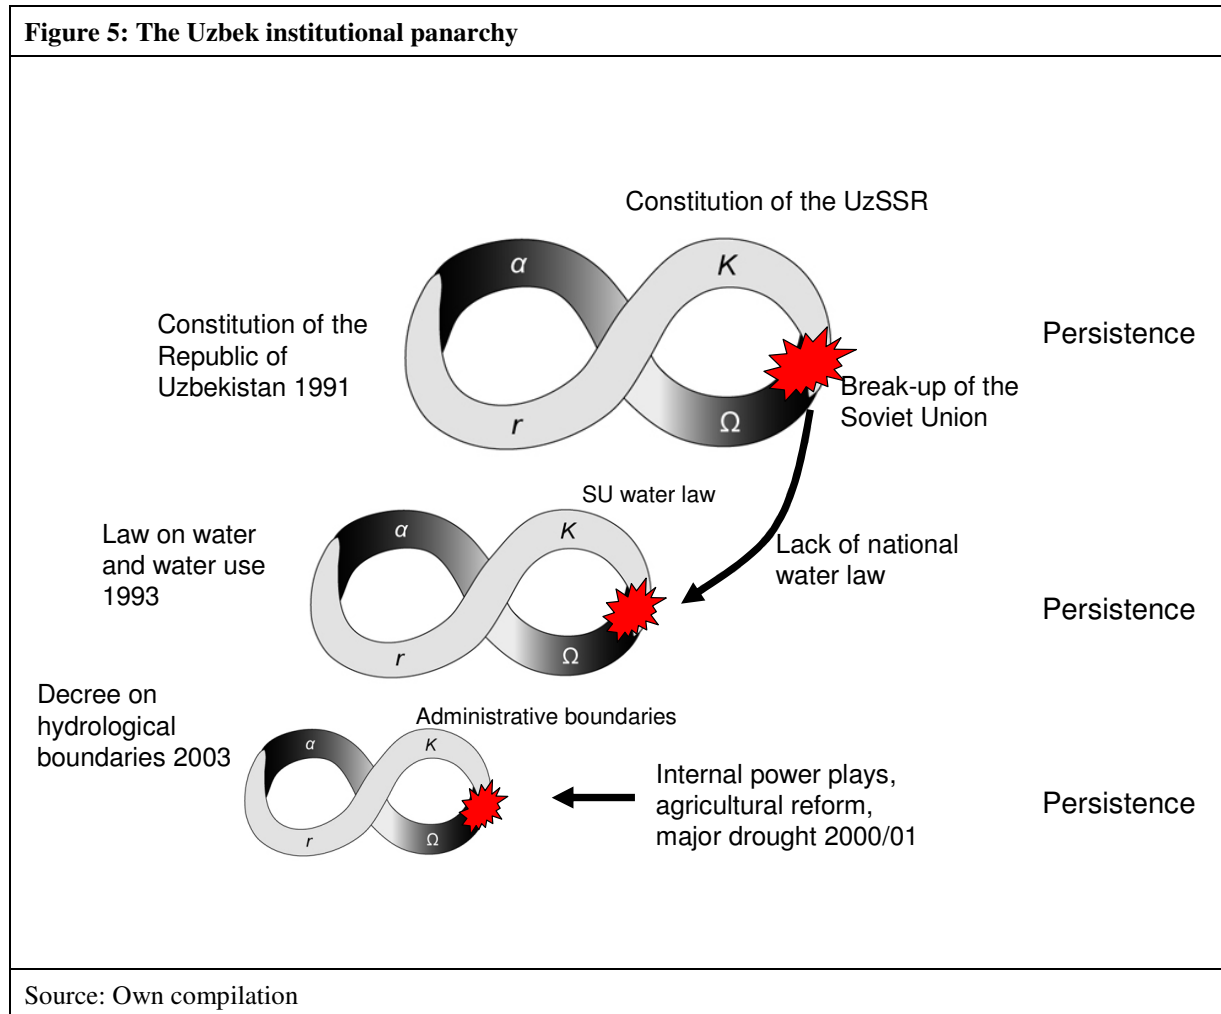 Figure 5: The Uzbek institutional panarchy
Constitution of the UzSSR
α
K
Constitution of the
Republic of
Uzbekistan 1991
Persistence
Break-up of the
Soviet Union
r
Ω
SU water law
Law on water
and water use
1993
α
K
Lack of national
water law
Persistence
r
Ω
Decree on
hydrological
boundaries 2003
Administrative boundaries
α
K
Internal power plays,
agricultural reform,
major drought 2000/01
Persistence
r
Ω
Source: Own compilation